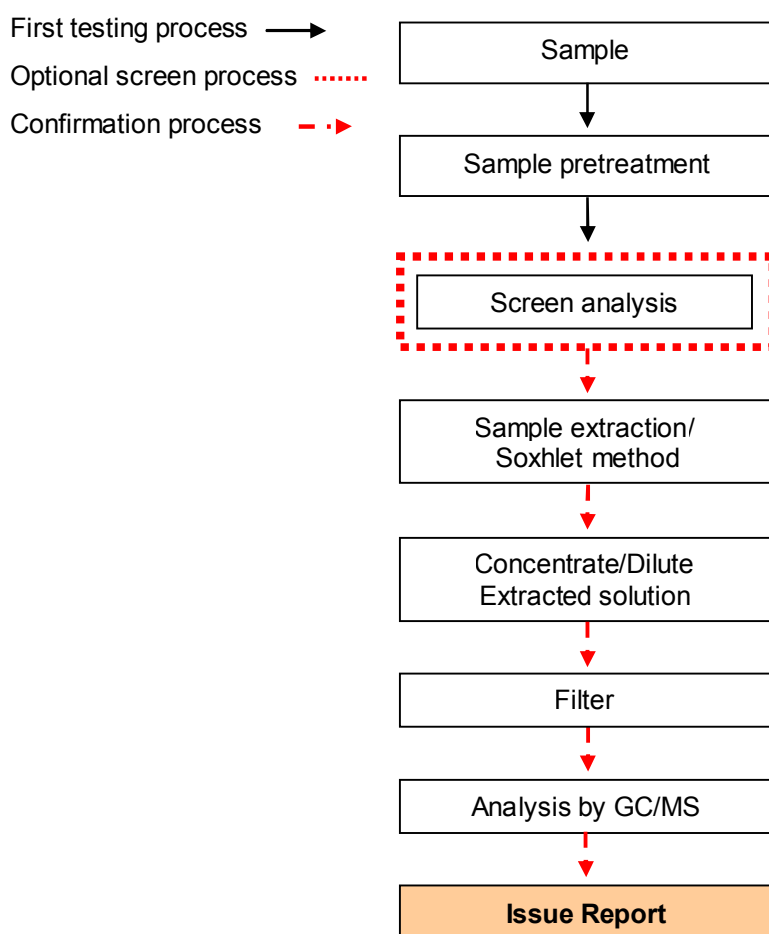 First testing process
Optional screen process
Confirmation process
Sample
Sample pretreatment
Screen analysis
Sample extraction/
Soxhlet method
Concentrate/Dilute
Extracted solution
Filter
Analysis by GC/MS
Issue Report